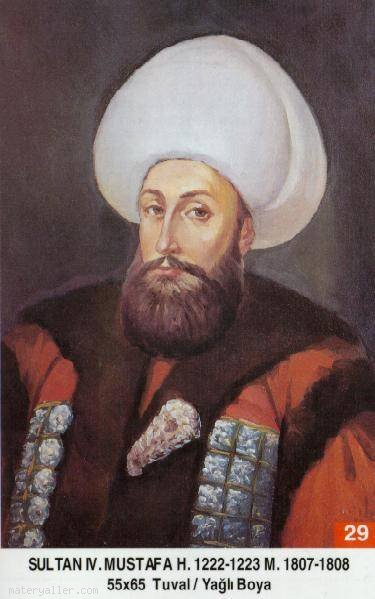 29
SULTAN IV. MUSTAFA H. 1222-1223 M. 1807-1808
55x65 Tuval / Yağlı Boya
materyaller.com